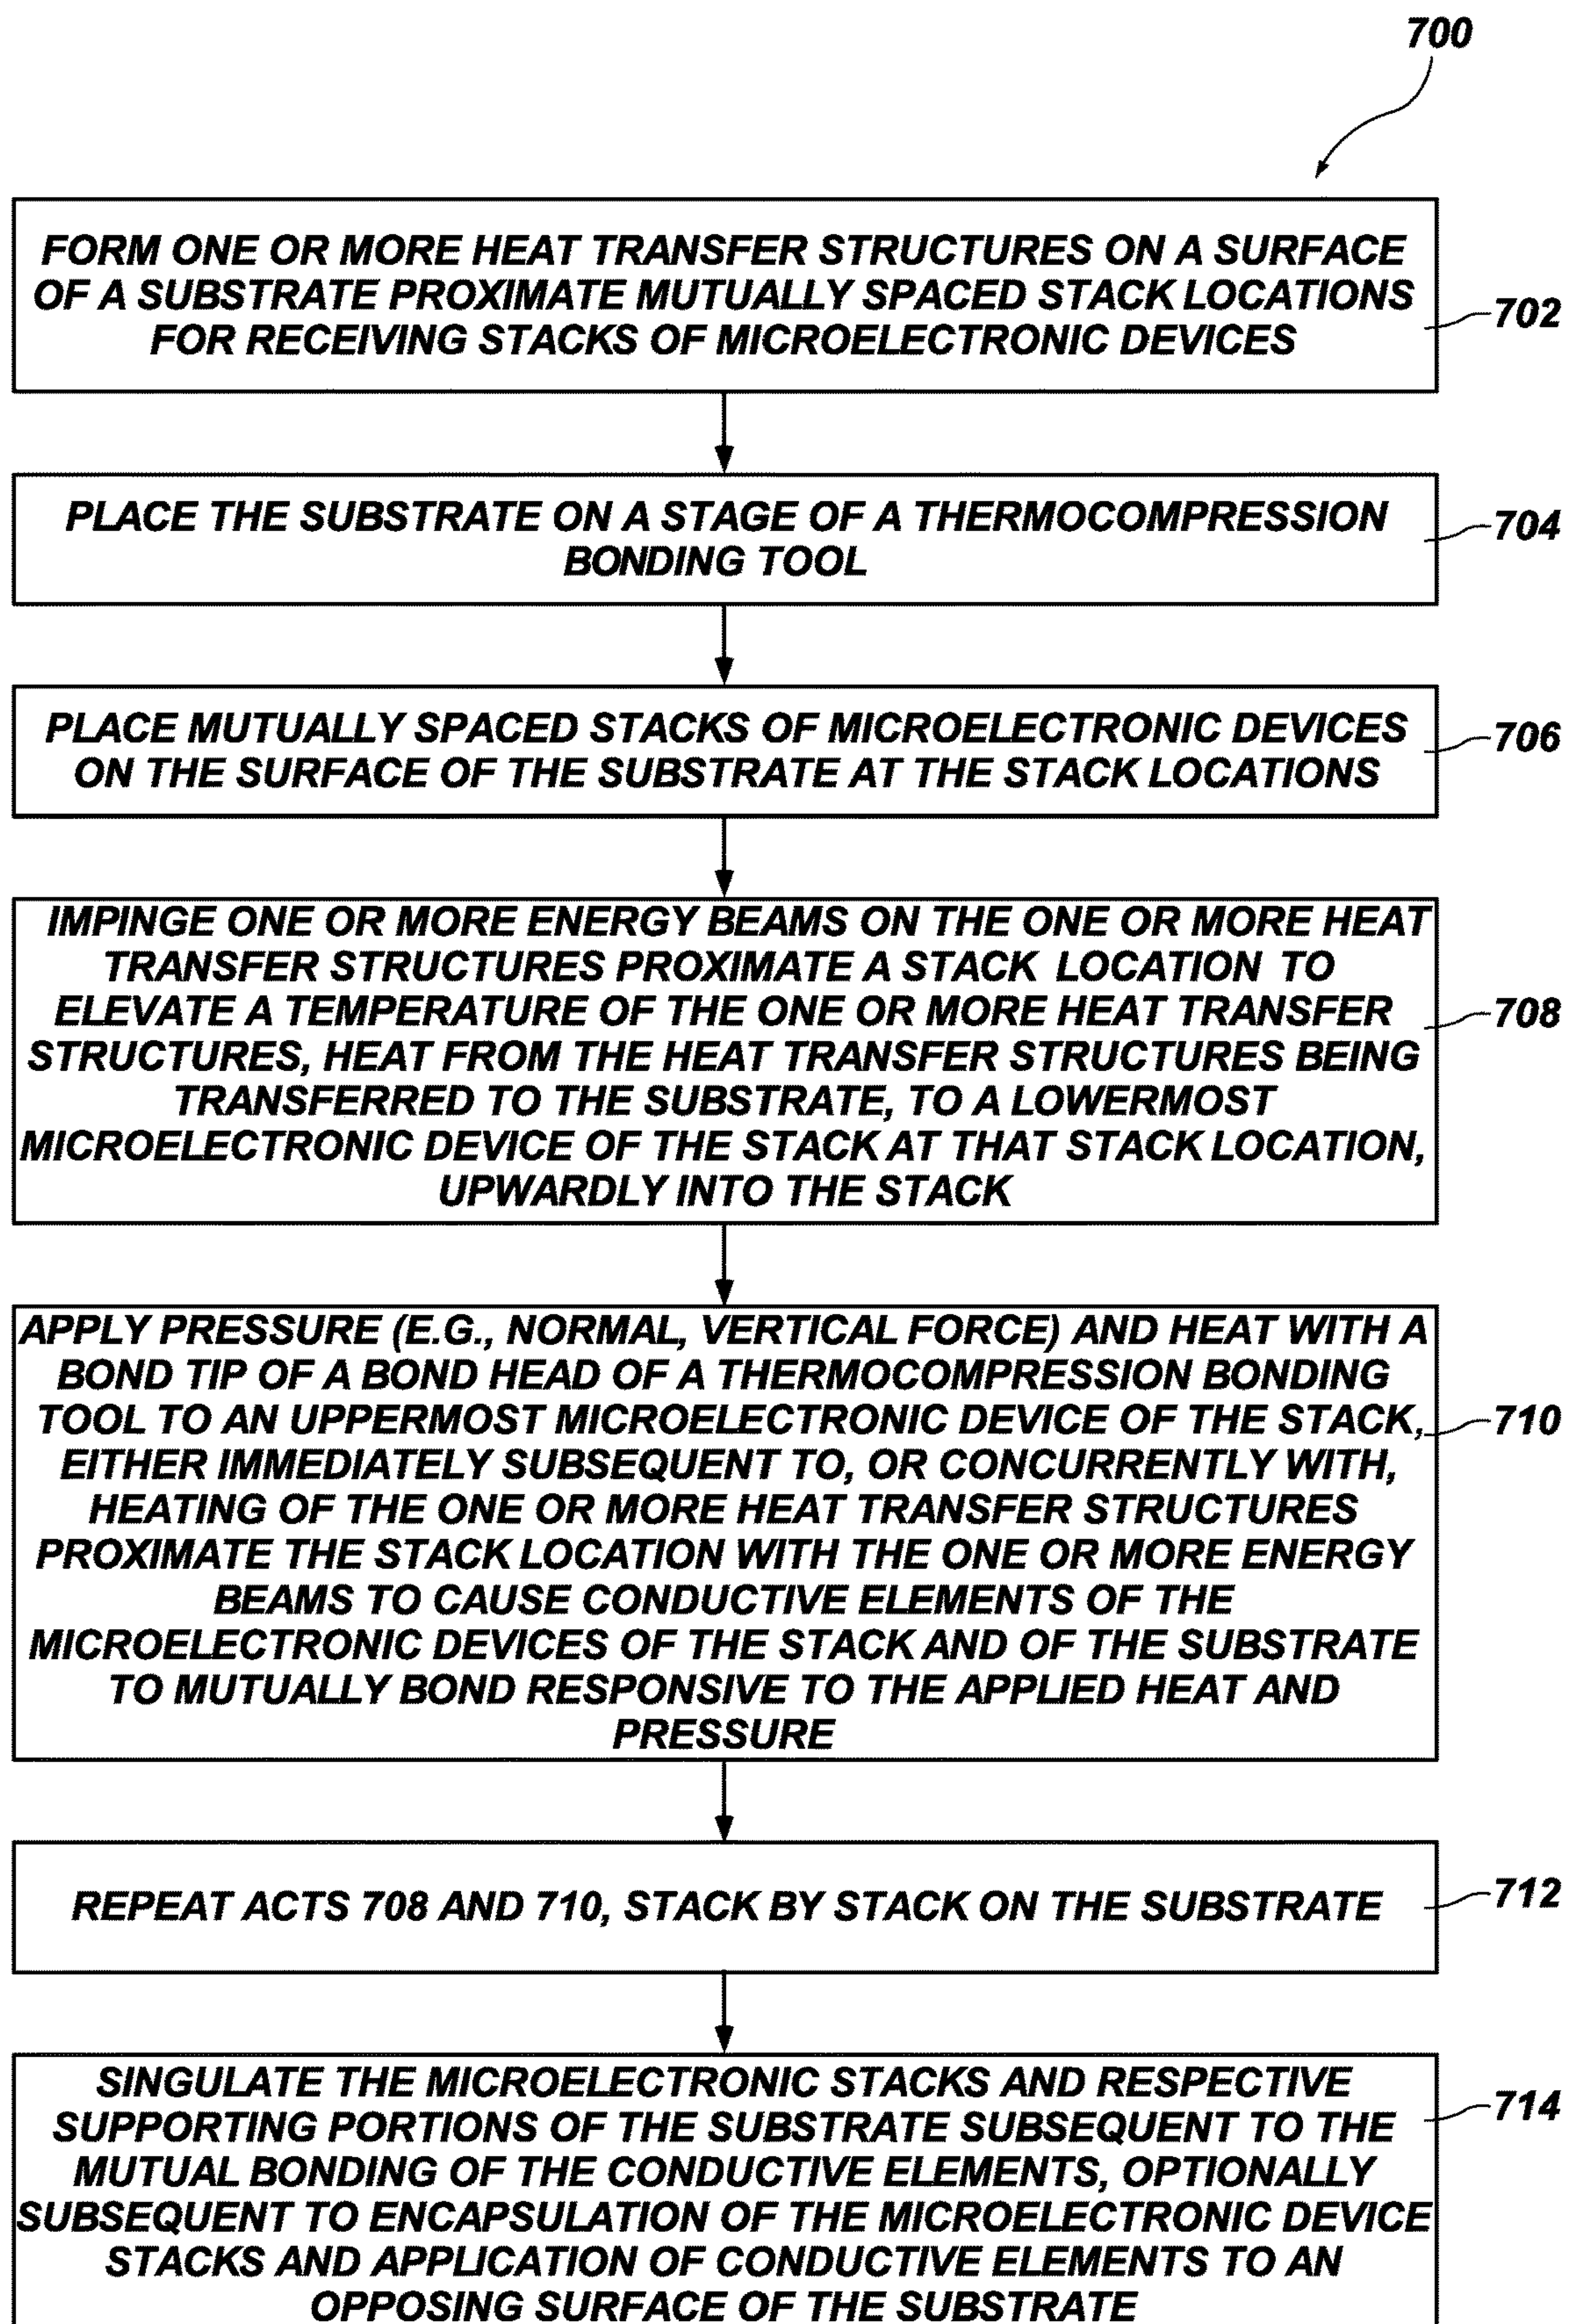 700
FORM ONE OR MORE HEAT TRANSFER STRUCTURES ON A SURFACE
OF A SUBSTRATE PROXIMATE MUTUALLY SPACED STACK LOCATIONS
FOR RECEIVING STACKS OF MICROELECTRONIC DEVICES
702
PLACE THE SUBSTRATE ON A STAGE OF A THERMOCOMPRESSION
BONDING TOOL
704
PLACE MUTUALLY SPACED STACKS OF MICROELECTRONIC DEVICES
ON THE SURFACE OF THE SUBSTRATE AT THE STACK LOCATIONS
706
IMPINGE ONE OR MORE ENERGY BEAMS ON THE ONE OR MORE HEAT
TRANSFER STRUCTURES PROXIMATE A STACK LOCATION TO
ELEVATE A TEMPERATURE OF THE ONE OR MORE HEAT TRANSFER
STRUCTURES, HEAT FROM THE HEAT TRANSFER STRUCTURES BEING
TRANSFERRED TO THE SUBSTRATE, TO A LOWERMOST
MICROELECTRONIC DEVICE OF THE STACK AT THAT STACK LOCATION,
UPWARDLY INTO THE STACK
708
APPLY PRESSURE (E.G., NORMAL, VERTICAL FORCE) AND HEAT WITH A
BOND TIP OF A BOND HEAD OF A THERMOCOMPRESSION BONDING
TOOL TO AN UPPERMOST MICROELECTRONIC DEVICE OF THE STACK,
EITHER IMMEDIATELY SUBSEQUENT TO, OR CONCURRENTLY WITH,
HEATING OF THE ONE OR MORE HEAT TRANSFER STRUCTURES
PROXIMATE THE STACK LOCATION WITH THE ONE OR MORE ENERGY
BEAMS TO CAUSE CONDUCTIVE ELEMENTS OF THE
MICROELECTRONIC DEVICES OF THE STACK AND OF THE SUBSTRATE
TO MUTUALLY BOND RESPONSIVE TO THE APPLIED HEAT AND
PRESSURE
710
REPEAT ACTS 708 AND 710, STACK BY STACK ON THE SUBSTRATE
712
SINGULATE THE MICROELECTRONIC STACKS AND RESPECTIVE
SUPPORTING PORTIONS OF THE SUBSTRATE SUBSEQUENT TO THE
MUTUAL BONDING OF THE CONDUCTIVE ELEMENTS, OPTIONALLY
SUBSEQUENT TO ENCAPSULATION OF THE MICROELECTRONIC DEVICE
STACKS AND APPLICATION OF CONDUCTIVE ELEMENTS TO AN
OPPOSING SURFACE OF THE SUBSTRATE
714